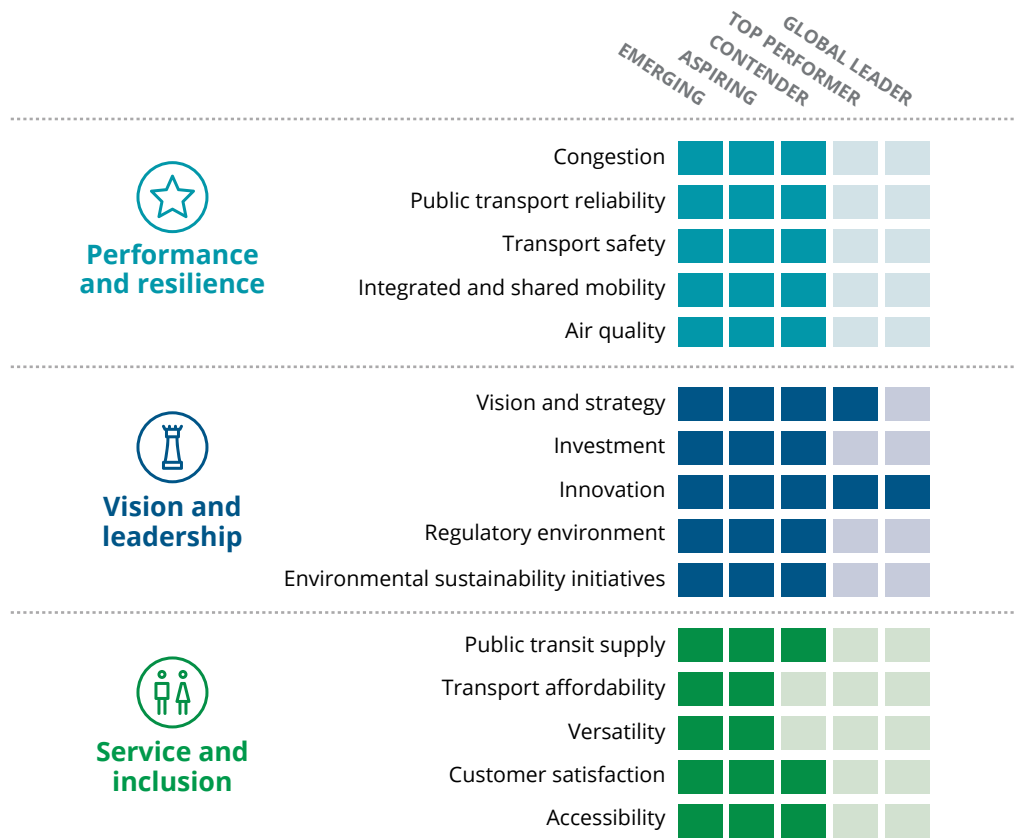 EMERGING
ASPIRING
CONTENDER
TOP PERFORMER
GLOBAL LEADER
Performance
and resilience
Congestion
Public transport reliability
Transport safety
Integrated and shared mobility
Air quality
Vision and
leadership
Vision and strategy
Investment
Innovation
Regulatory environment
Environmental sustainability initiatives
Service and
inclusion
Public transit supply
Transport affordability
Versatility
Customer satisfaction
Accessibility